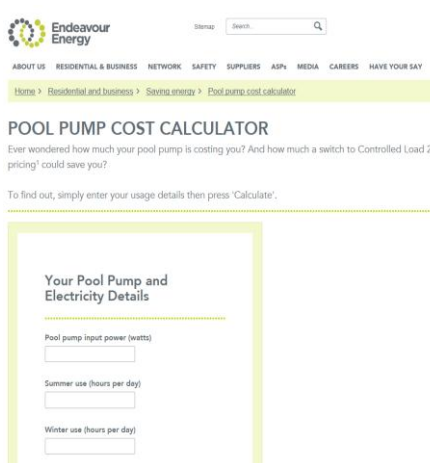 Endeavour
Energy
Sitemap
Search...
ABOUT US RESIDENTIAL & BUSINESS NETWORK SAFETY SUPPLIERS ASPs MEDIA CAREERS HAVE YOUR SAY
Home > Residential and business > Saving energy > Pool pump cost calculator
POOL PUMP COST CALCULATOR
Ever wondered how much your pool pump is costing you? And how much a switch to Controlled Load 2
pricing¹ could save you?
To find out, simply enter your usage details then press 'Calculate'.
Your Pool Pump and
Electricity Details
Pool pump input power (watts)
Summer use (hours per day)
Winter use (hours per day)